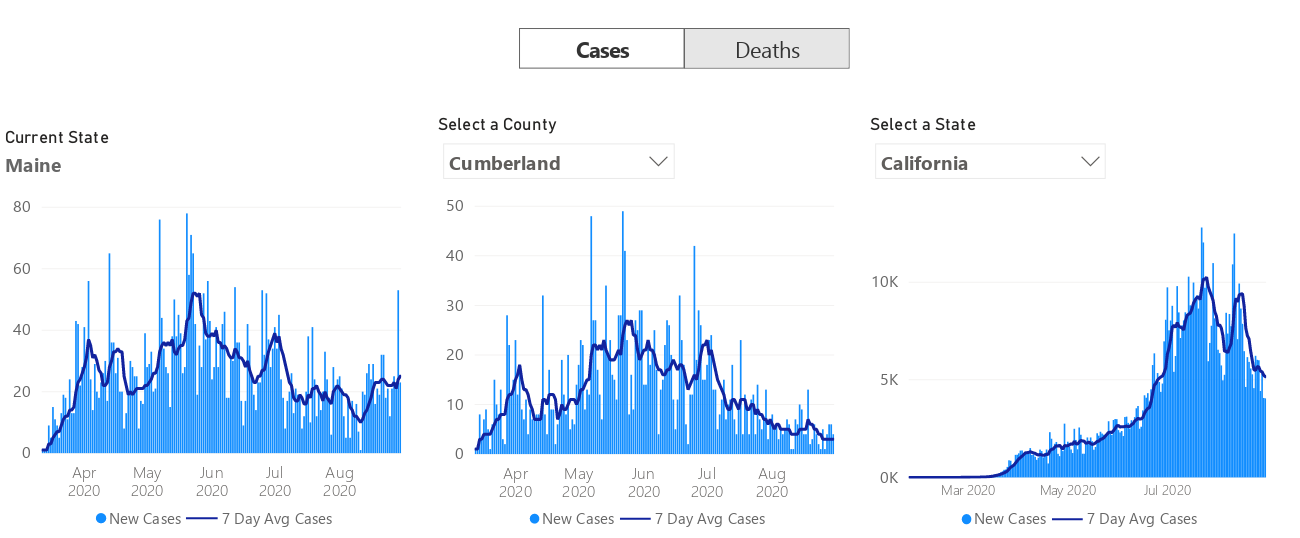 Cases Deaths
Current State
Maine
Select a County
Cumberland
Select a State
California
80
60
40
20
0
Apr 2020
May 2020
Jun 2020
Jul 2020
Aug 2020
New Cases 7 Day Avg Cases
50
40
30
20
10
0
Apr 2020
May 2020
Jun 2020
Jul 2020
Aug 2020
New Cases 7 Day Avg Cases
10K
5K
0K
Mar 2020 May 2020 Jul 2020
New Cases 7 Day Avg Cases